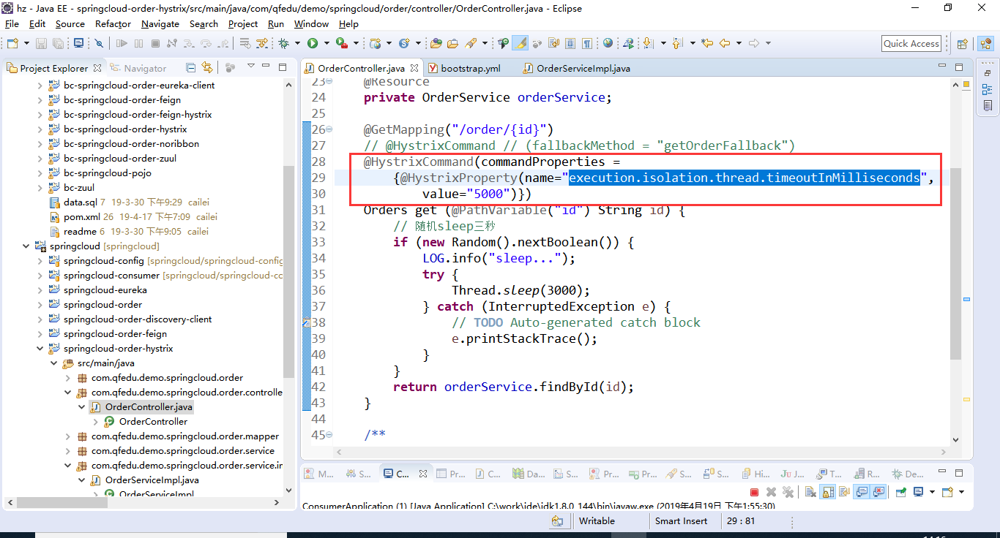 hz - Java EE - springcloud-order-hystrix/src/main/java/com/qfedu/demo/springcloud/order/controller/OrderController.java - Eclipse
File Edit Source Refactor Navigate Search Project Run Window Help
Quick Access
Project Explorer Navigator
bc-springcloud-order-eureka-client
bc-springcloud-order-feign
bc-springcloud-order-feign-hystrix
bc-springcloud-order-hystrix
bc-springcloud-order-noribbon
bc-springcloud-order-zuul
bc-springcloud-pojo
bc-zuul
data.sql 7 19-3-30 下午9:29 cailei
pom.xml 26 19-4-17 下午7:09 cailei
readme 6 19-3-30 下午9:05 cailei
springcloud [springcloud]
springcloud-config [springcloud/springcloud-config
springcloud-consumer [springcloud/springcloud-cc
springcloud-eureka
springcloud-order
springcloud-order-discovery-client
springcloud-order-feign
springcloud-order-hystrix
src/main/java
com.qfedu.demo.springcloud.order
com.qfedu.demo.springcloud.order.controlle
OrderController.java
OrderController
com.qfedu.demo.springcloud.order.mapper
com.qfedu.demo.springcloud.order.service
com.qfedu.demo.springcloud.order.service.ir
OrderServiceImpl.java
OrderServiceImpl
OrderController.java bootstrap.yml OrderServiceImpl.java
23 @Resource
24 private OrderService orderService;
25
26 @GetMapping("/order/{id}")
27 // @HystrixCommand // (fallbackMethod = "getOrderFallback")
28 @HystrixCommand(commandProperties =
29 {@HystrixProperty(name="execution.isolation.thread.timeoutInMilliseconds",
30 value="5000")})
31 Orders get (@PathVariable("id") String id) {
32 // 随机sleep三秒
33 if (new Random().nextBoolean()) {
34 LOG.info("sleep...");
35 try {
36 Thread.sleep(3000);
37 } catch (InterruptedException e) {
38 // TODO Auto-generated catch block
39 e.printStackTrace();
40 }
41 }
42 return orderService.findById(id);
43 }
44
45 /**
M... S... C... Pr... C... Da... S... Pr... Pr... S... S... Hi... JU J... T... R... De...
ConsumerApplication (1) [Java Application] C:\work\ide\jdk1.8.0_144\bin\javaw.exe (2019年4月19日 下午1:55:30)
Writable Smart Insert 29 : 81